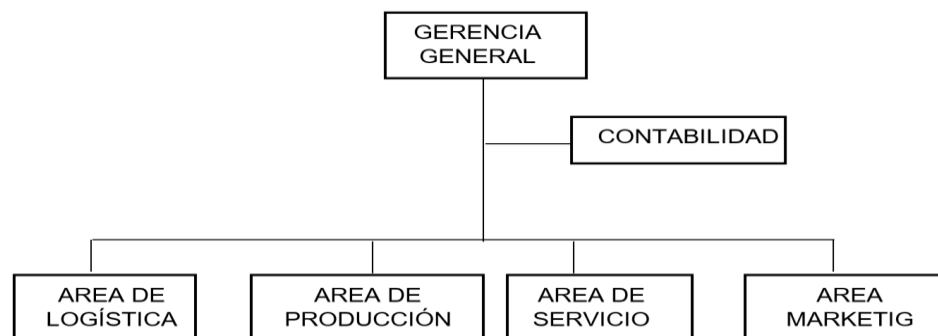 GERENCIA
GENERAL
CONTABILIDAD
AREA DE
LOGÍSTICA
AREA DE
PRODUCCIÓN
AREA DE
SERVICIO
AREA
MARKETIG